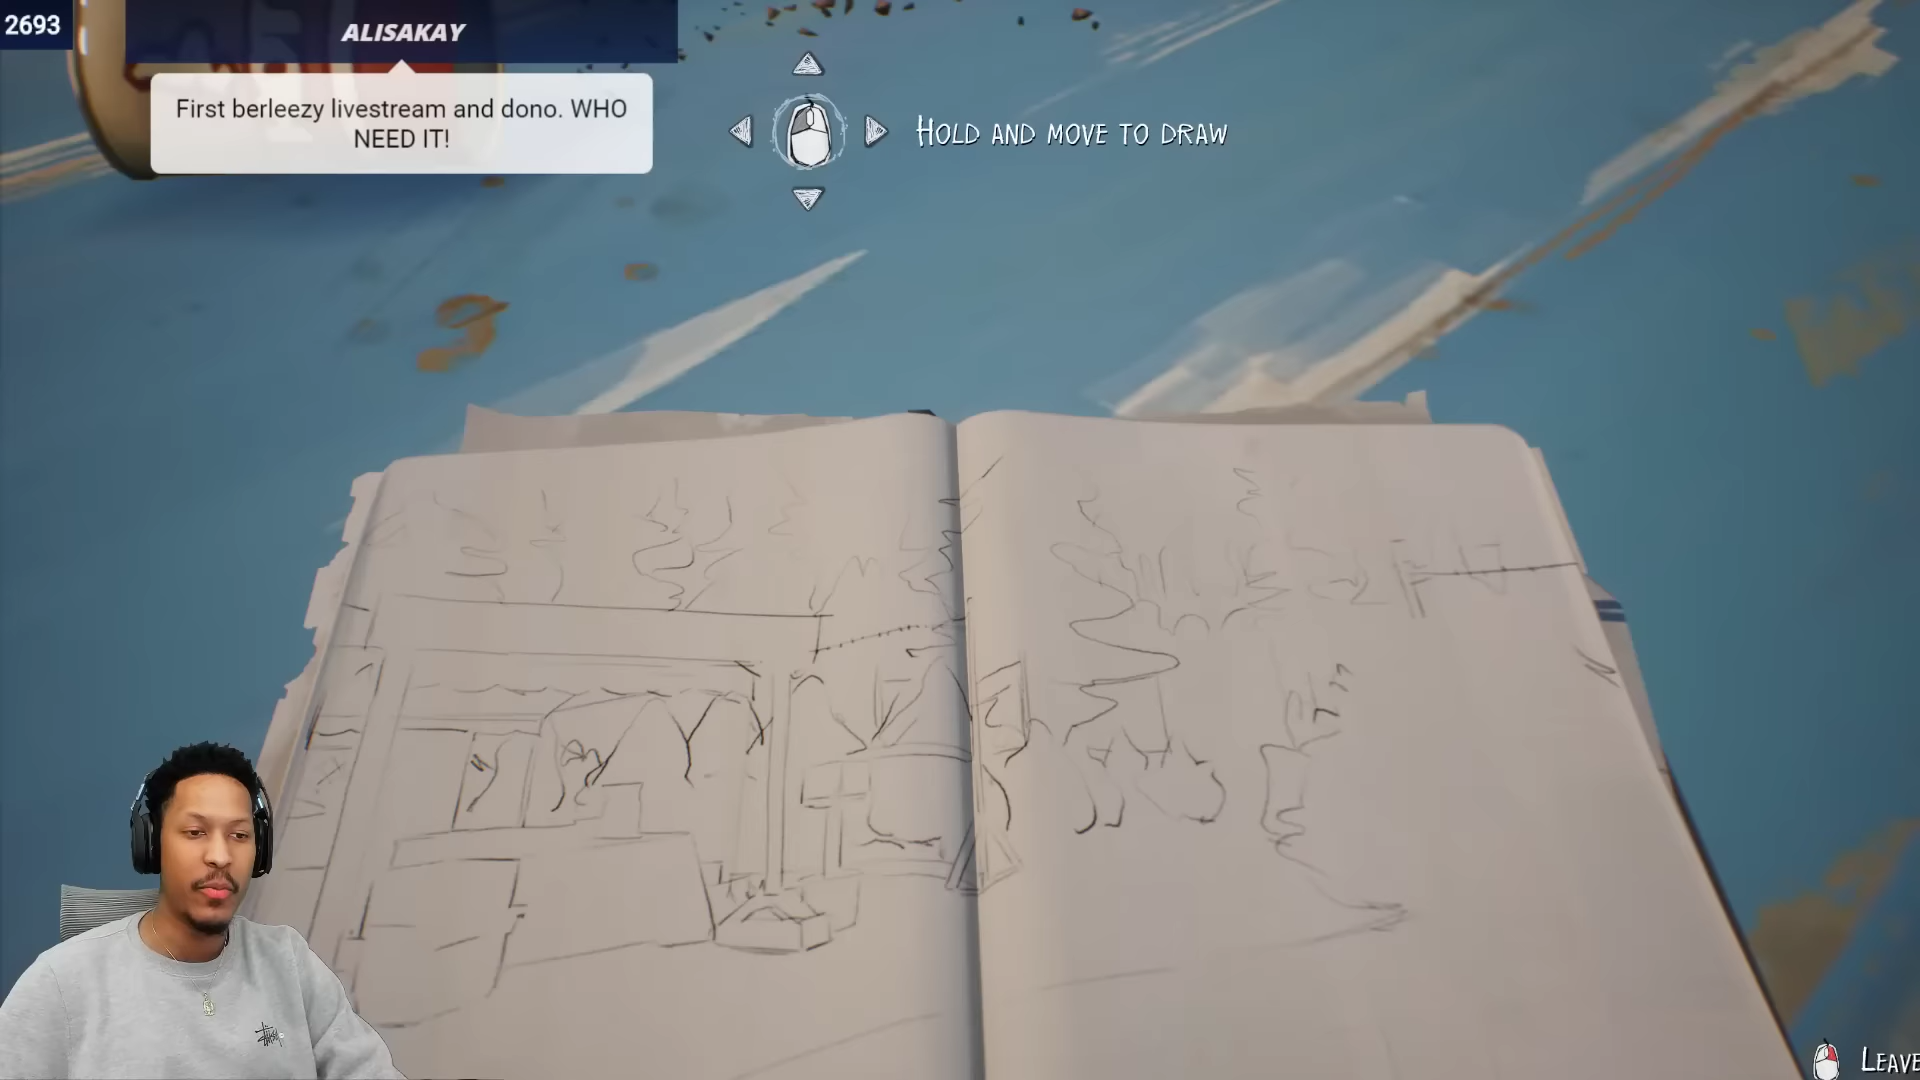 2693
ALISAKAY
First berleezy livestream and dono. WHO
NEED IT!
HOLD AND MOVE TO DRAW
LEAVE